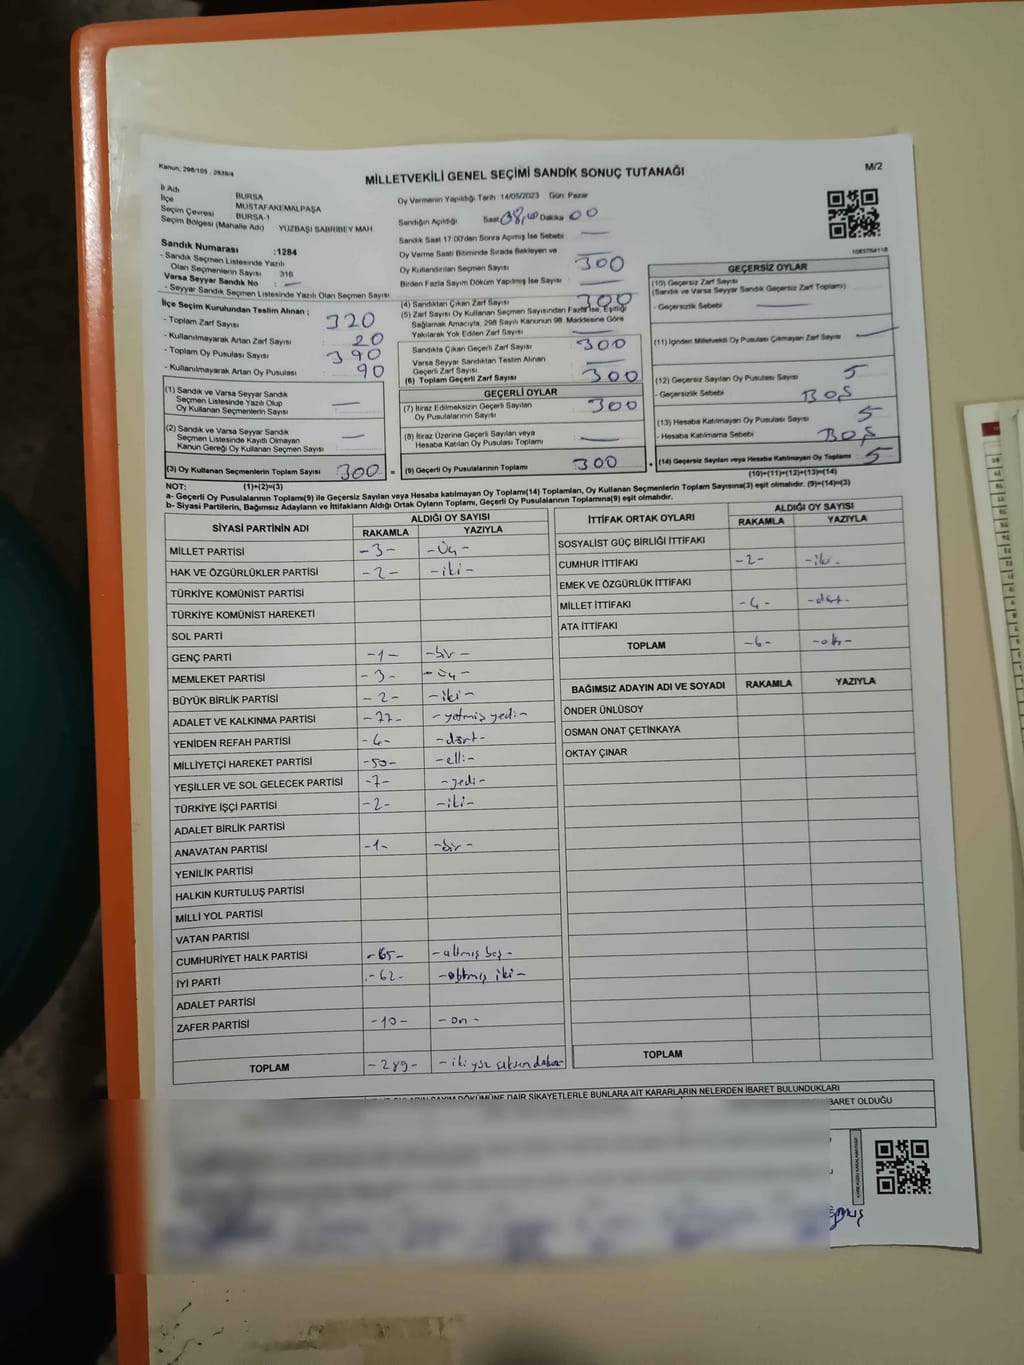 Kanun, 298/105 , 2839/4
M/2
MİLLETVEKİLİ GENEL SEÇİMİ SANDIK SONUÇ TUTANAĞI
İl Adı BURSA
İlçe MUSTAFAKEMALPAŞA
Seçim Çevresi BURSA-1
Seçim Bölgesi (Mahalle Adı) YÜZBAŞI SABRİBEY MAH
Sandık Numarası :1284
- Sandık Seçmen Listesinde Yazılı
Olan Seçmenlerin Sayısı 316
Varsa Seyyar Sandık No : —
- Seyyar Sandık Seçmen Listesinde Yazılı Olan Seçmen Sayısı
İlçe Seçim Kurulundan Teslim Alınan ;
- Toplam Zarf Sayısı 320
- Kullanılmayarak Artan Zarf Sayısı : 20
- Toplam Oy Pusulası Sayısı 390
- Kullanılmayarak Artan Oy Pusulası : 90
(1) Sandık ve Varsa Seyyar Sandık
Seçmen Listesinde Yazılı Olup
Oy Kullanan Seçmenlerin Sayısı —
(2) Sandık ve Varsa Seyyar Sandık
Seçmen Listesinde Kayıtlı Olmayan
Kanun Gereği Oy Kullanan Seçmen Sayısı : —
(3) Oy Kullanan Seçmenlerin Toplam Sayısı 300 =
Oy Vermenin Yapıldığı Tarih 14/05/2023 Gün: Pazar
Sandığın Açıldığı Saat 08,00 Dakika 00
Sandık Saat 17:00'den Sonra Açılmış İse Sebebi —
Oy Verme Saati Bitiminde Sırada Bekleyen ve
Oy Kullandırılan Seçmen Sayısı 300
Birden Fazla Sayım Döküm Yapılmış İse Sayısı —
(4) Sandıktan Çıkan Zarf Sayısı 300
(5) Zarf Sayısı Oy Kullanan Seçmen Sayısından Fazla İse, Eşitliği
Sağlamak Amacıyla, 298 Sayılı Kanunun 98. Maddesine Göre
Yakılarak Yok Edilen Zarf Sayısı —
Sandıkta Çıkan Geçerli Zarf Sayısı : 300
Varsa Seyyar Sandıktan Teslim Alınan
Geçerli Zarf Sayısı —
(6) Toplam Geçerli Zarf Sayısı 300
GEÇERLİ OYLAR
(7) İtiraz Edilmeksizin Geçerli Sayılan
Oy Pusulalarının Sayısı : 300
(8) İtiraz Üzerine Geçerli Sayılan veya
Hesaba Katılan Oy Pusulası Toplamı : —
(9) Geçerli Oy Pusulalarının Toplamı 300 +
GEÇERSİZ OYLAR
(10) Geçersiz Zarf Sayısı
(Sandık ve Varsa Seyyar Sandık Geçersiz Zarf Toplamı)
- Geçersizlik Sebebi : —
(11) İçinden Milletvekili Oy Pusulası Çıkmayan Zarf Sayısı : —
(12) Geçersiz Sayılan Oy Pusulası Sayısı 5
- Geçersizlik Sebebi : BOŞ
(13) Hesaba Katılmayan Oy Pusulası Sayısı 5
- Hesaba Katılmama Sebebi : BOŞ
(14) Geçersiz Sayılan veya Hesaba Katılmayan Oy Toplamı : 5
NOT: (1)+(2)=(3) (10)+(11)+(12)+(13)=(14)
a- Geçerli Oy Pusulalarının Toplamı(9) ile Geçersiz Sayılan veya Hesaba katılmayan Oy Toplamı(14) Toplamları, Oy Kullanan Seçmenlerin Toplam Sayısına(3) eşit olmalıdır. (9)+(14)=(3)
b- Siyasi Partilerin, Bağımsız Adayların ve İttifakların Aldığı Ortak Oyların Toplamı, Geçerli Oy Pusulalarının Toplamına(9) eşit olmalıdır.
SİYASİ PARTİNİN ADI ALDIĞI OY SAYISI
RAKAMLA YAZIYLA
MİLLET PARTİSİ -3- -Üç-
HAK VE ÖZGÜRLÜKLER PARTİSİ -2- -iki-
TÜRKİYE KOMÜNİST PARTİSİ
TÜRKİYE KOMÜNİST HAREKETİ
SOL PARTİ
GENÇ PARTİ -1- -bir-
MEMLEKET PARTİSİ -3- -üç-
BÜYÜK BİRLİK PARTİSİ -2- -iki-
ADALET VE KALKINMA PARTİSİ -77- -yetmiş yedi-
YENİDEN REFAH PARTİSİ -4- -dört-
MİLLİYETÇİ HAREKET PARTİSİ -50- -elli-
YEŞİLLER VE SOL GELECEK PARTİSİ -7- -yedi-
TÜRKİYE İŞÇİ PARTİSİ -2- -iki-
ADALET BİRLİK PARTİSİ
ANAVATAN PARTİSİ -1- -bir-
YENİLİK PARTİSİ
HALKIN KURTULUŞ PARTİSİ
MİLLİ YOL PARTİSİ
VATAN PARTİSİ
CUMHURİYET HALK PARTİSİ -65- -altmış beş-
İYİ PARTİ -62- -altmış iki-
ADALET PARTİSİ
ZAFER PARTİSİ -10- -on-
TOPLAM -289- -iki yüz seksen dokuz-
İTTİFAK ORTAK OYLARI ALDIĞI OY SAYISI
RAKAMLA YAZIYLA
SOSYALİST GÜÇ BİRLİĞİ İTTİFAKI
CUMHUR İTTİFAKI -2- -iki-
EMEK VE ÖZGÜRLÜK İTTİFAKI
MİLLET İTTİFAKI -4- -dört-
ATA İTTİFAKI
TOPLAM -6- -altı-
BAĞIMSIZ ADAYIN ADI VE SOYADI RAKAMLA YAZIYLA
ÖNDER ÜNLÜSOY
OSMAN ONAT ÇETİNKAYA
OKTAY ÇINAR
TOPLAM
SAYIM DÖKÜMÜNE DAİR ŞİKAYETLERLE BUNLARA AİT KARARLARIN NELERDEN İBARET BULUNDUKLARI
İBARET OLDUĞU